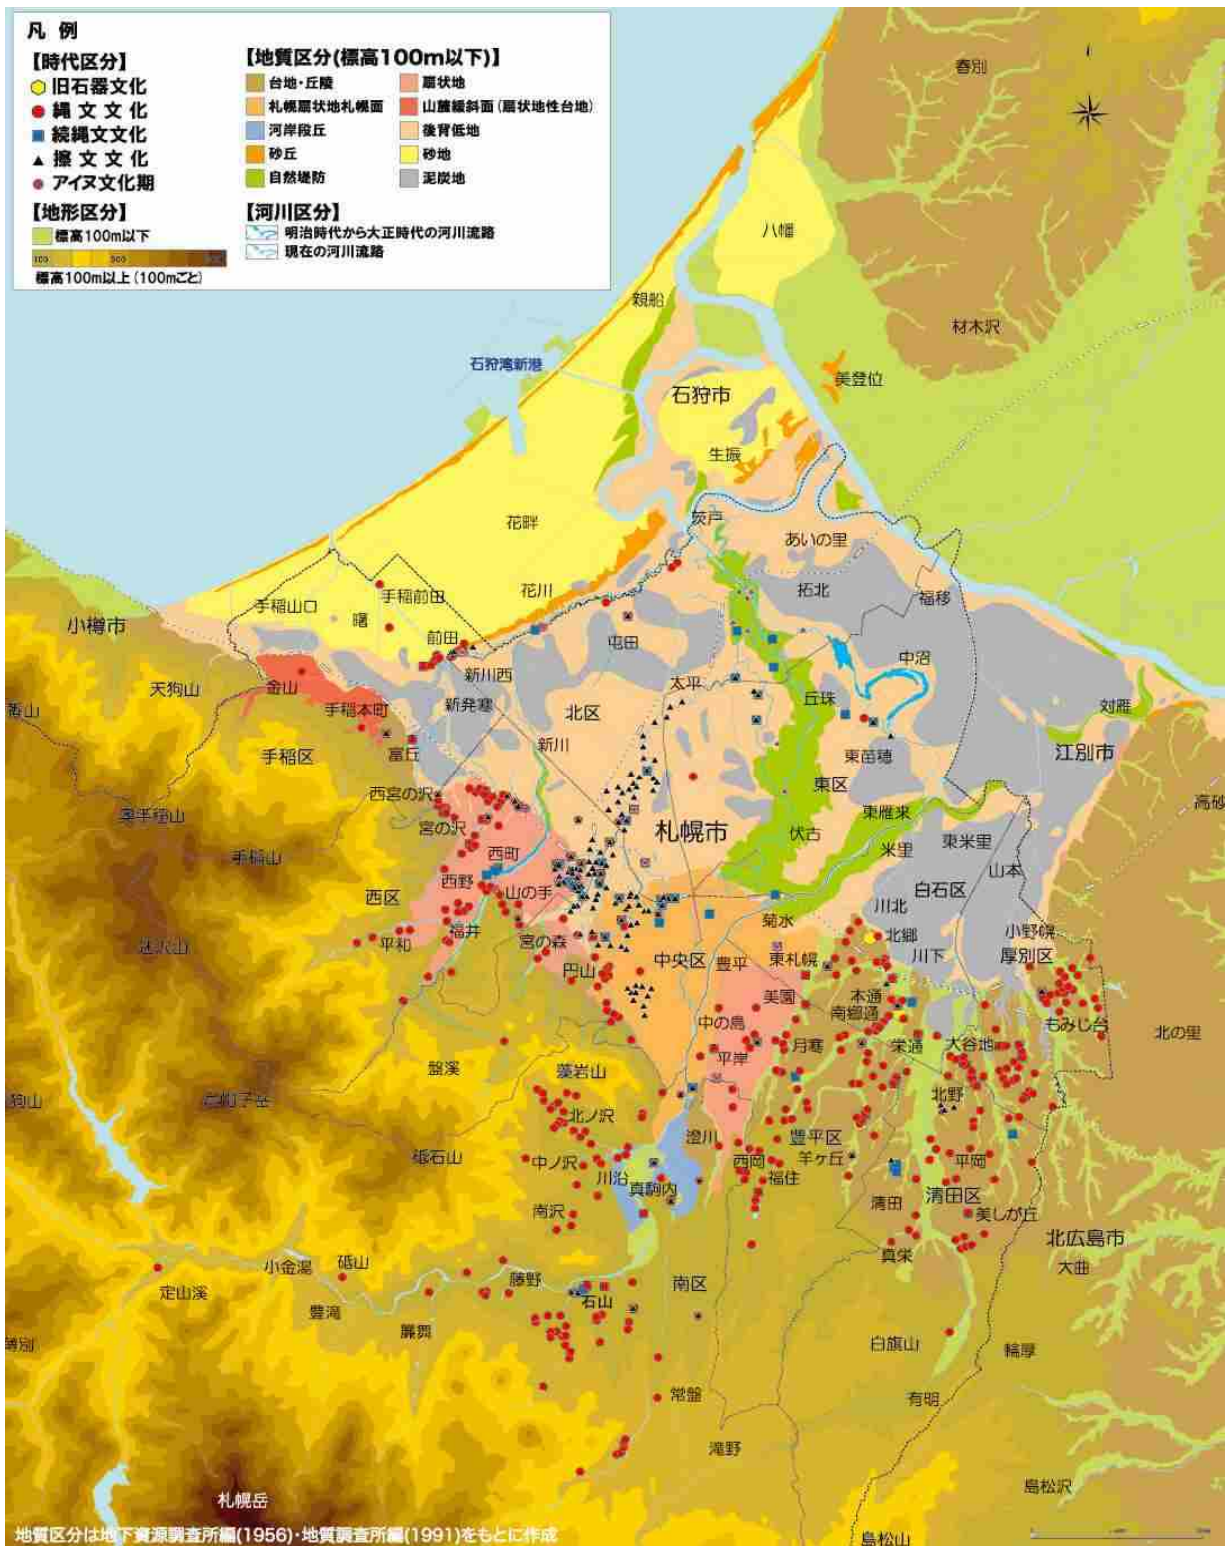 凡 例
【時代区分】
旧石器文化
縄 文 文 化
続縄文文化
擦 文 文 化
アイヌ文化期
【地形区分】
標高100m以下
標高100m以上(100mごと)
【地質区分(標高100m以下)】
台地・丘陵
扇状地
札幌扇状地札幌面
山麓緩斜面(扇状地性台地)
河岸段丘
後背低地
砂丘
砂地
自然堤防
泥炭地
【河川区分】
明治時代から大正時代の河川流路
現在の河川流路
春別
八幡
親船
材木沢
石狩湾新港
美登位
石狩市
生振
花畔
茨戸
あいの里
手稲前田
手稲山口
曙
花川
拓北
福移
小樽市
前田
屯田
新川西
中沼
天狗山
金山
太平
手稲本町
新発寒
北区
丘珠
対雁
手稲区
富丘
新川
東苗穂
江別市
西宮の沢
東区
奥手稲山
宮の沢
札幌市
伏古
東雁来
高砂
手稲山
西町
米里
東米里
山本
西野
山の手
白石区
西区
川北
菊水
北郷
小野幌
平和
福井
宮の森
中央区
豊平
東札幌
川下
厚別区
円山
美園
本通
南郷通
もみじ台
中の島
月寒
栄通
大谷地
北の里
平岸
盤溪
藻岩山
北野
北ノ沢
砥石山
澄川
豊平区
中ノ沢
川沿
西岡
羊ヶ丘
平岡
真駒内
福住
清田
清田区
南沢
美しが丘
真栄
北広島市
大曲
小金湯
砥山
定山溪
藤野
石山
南区
豊滝
簾舞
白旗山
輪厚
常盤
有明
滝野
島松沢
札幌岳
島松山
地質区分は地下資源調査所編(1956)・地質調査所編(1991)をもとに作成